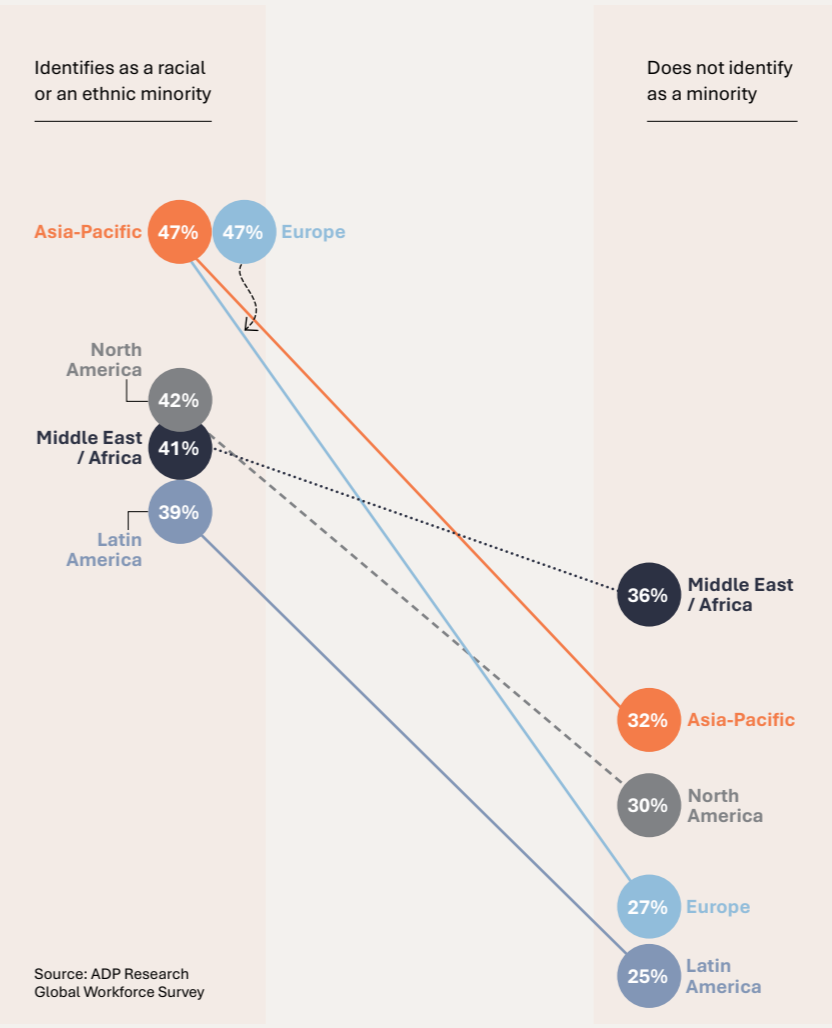 Identifies as a racial
or an ethnic minority
Does not identify
as a minority
Asia-Pacific 47% 47% Europe
North
America
42%
Middle East
/ Africa
41%
39%
Latin
America
36%
Middle East
/ Africa
32% Asia-Pacific
30%
North
America
27% Europe
25%
Latin
America
Source: ADP Research
Global Workforce Survey